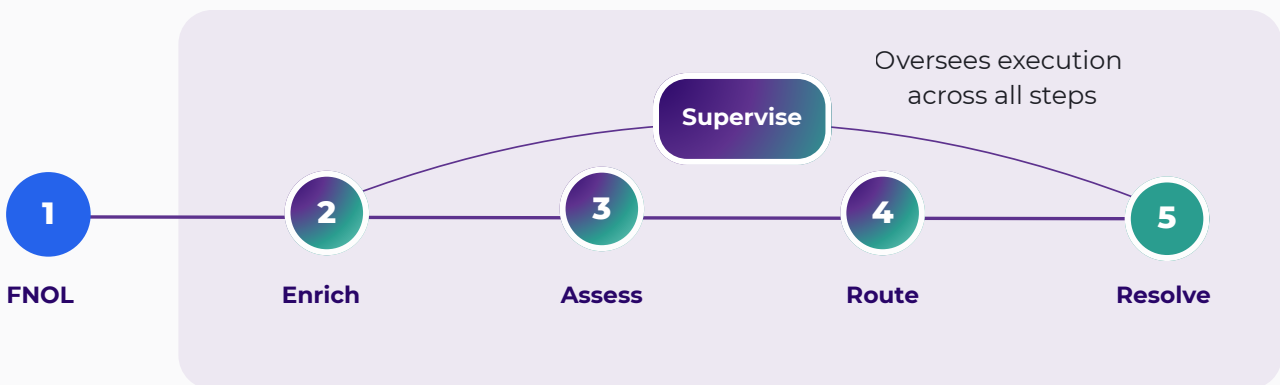 Oversees execution
across all steps
Supervise
1
2
3
4
5
FNOL
Enrich
Assess
Route
Resolve